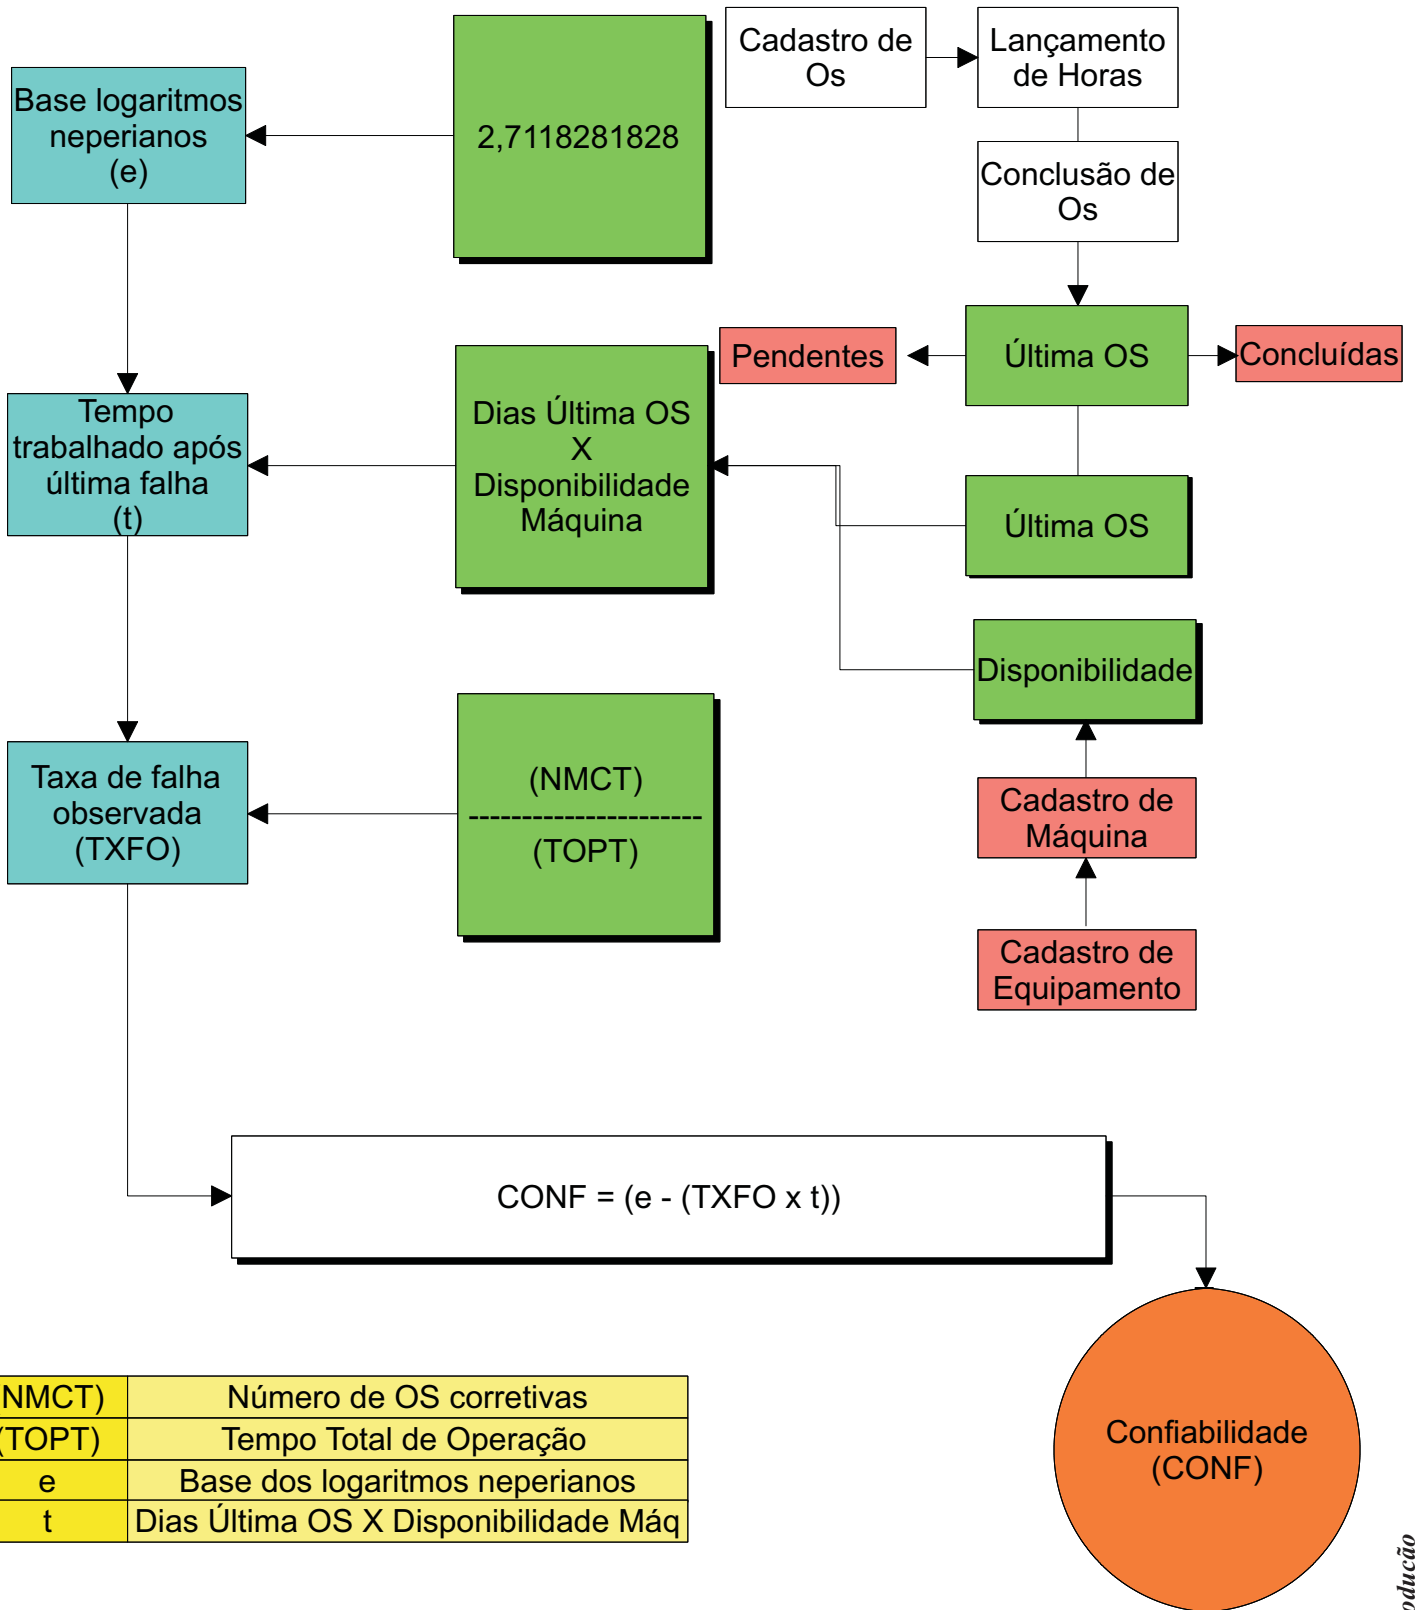 Cadastro de
Os
Lançamento
de Horas
Base logaritmos
neperianos
(e)
2,7118281828
Conclusão de
Os
Pendentes
Última OS
Concluídas
Tempo
trabalhado após
última falha
(t)
Dias Última OS
X
Disponibilidade
Máquina
Última OS
Disponibilidade
Taxa de falha
observada
(TXFO)
(NMCT)
----------------------
(TOPT)
Cadastro de
Máquina
Cadastro de
Equipamento
CONF = (e - (TXFO x t))
Confiabilidade
(CONF)
NMCT) Número de OS corretivas
(TOPT) Tempo Total de Operação
e Base dos logaritmos neperianos
t Dias Última OS X Disponibilidade Máq